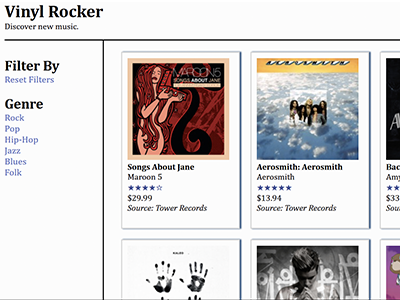 Vinyl Rocker
Discover new music.
Filter By
Reset Filters
Genre
Rock
Pop
Hip-Hop
Jazz
Blues
Folk
MAROON 5
SONGS ABOUT JANE
Songs About Jane
Maroon 5
★★★★☆
$29.99
Source: Tower Records
Aerosmith: Aerosmith
Aerosmith
★★★★★
$13.94
Source: Tower Records
Bac
Amy
$33
Sour
KALEO